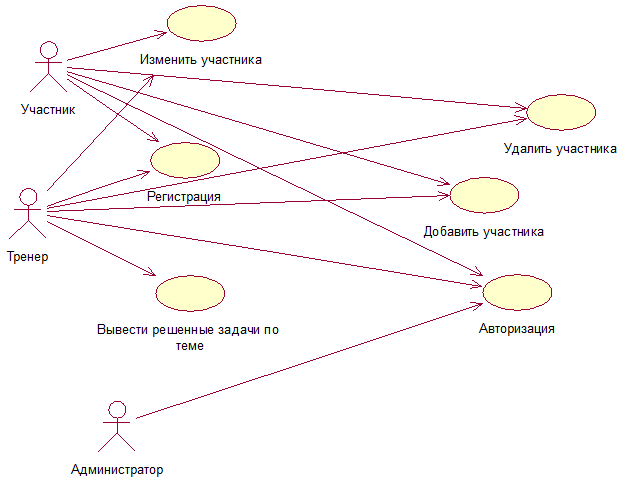 Изменить участника
Участник
Удалить участника
Регистрация
Добавить участника
Тренер
Вывести решенные задачи по
теме
Авторизация
Администратор